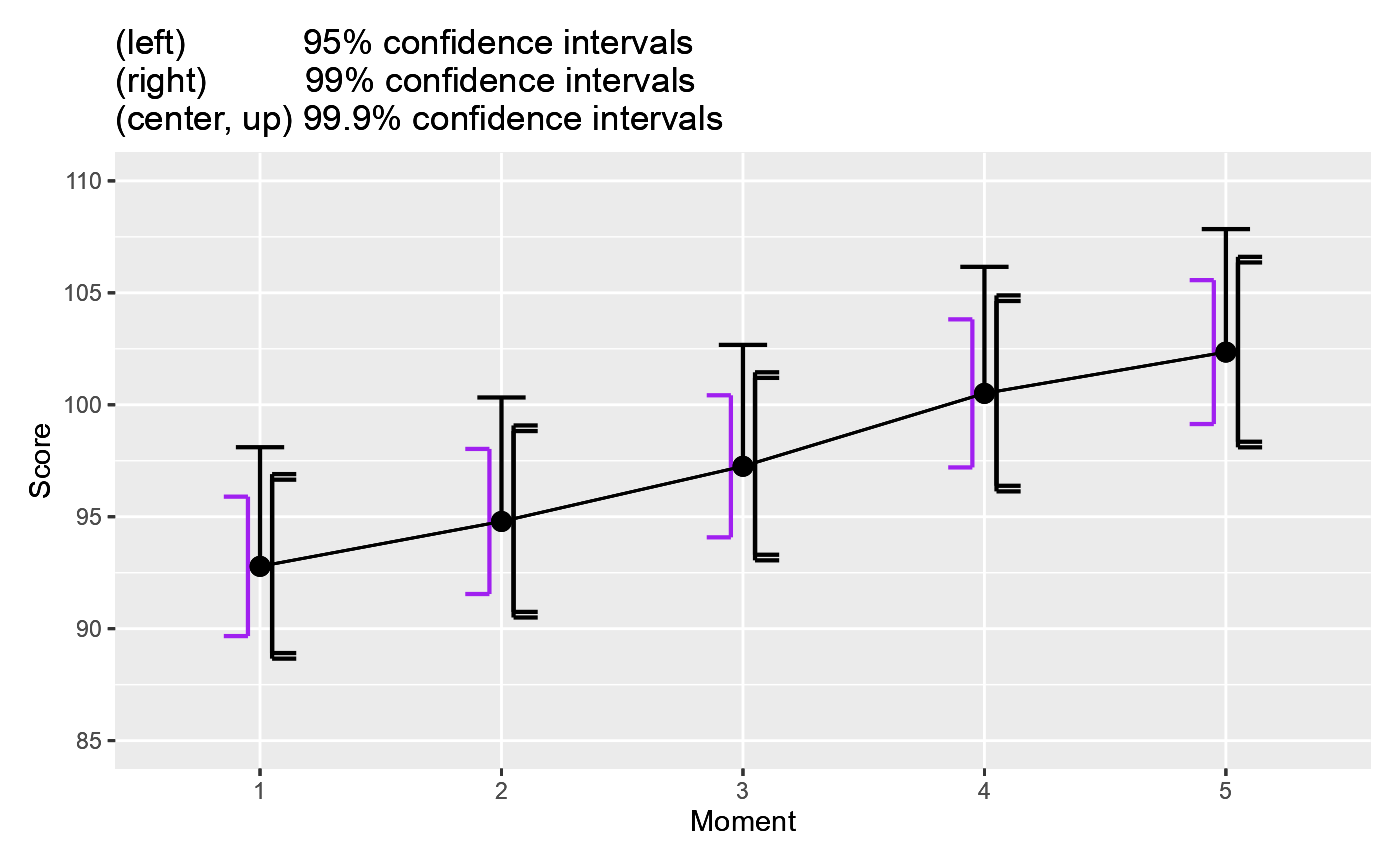 (left) 95% confidence intervals
(right) 99% confidence intervals
(center, up) 99.9% confidence intervals
110
105
100
95
90
85
Score
1 2 3 4 5
Moment